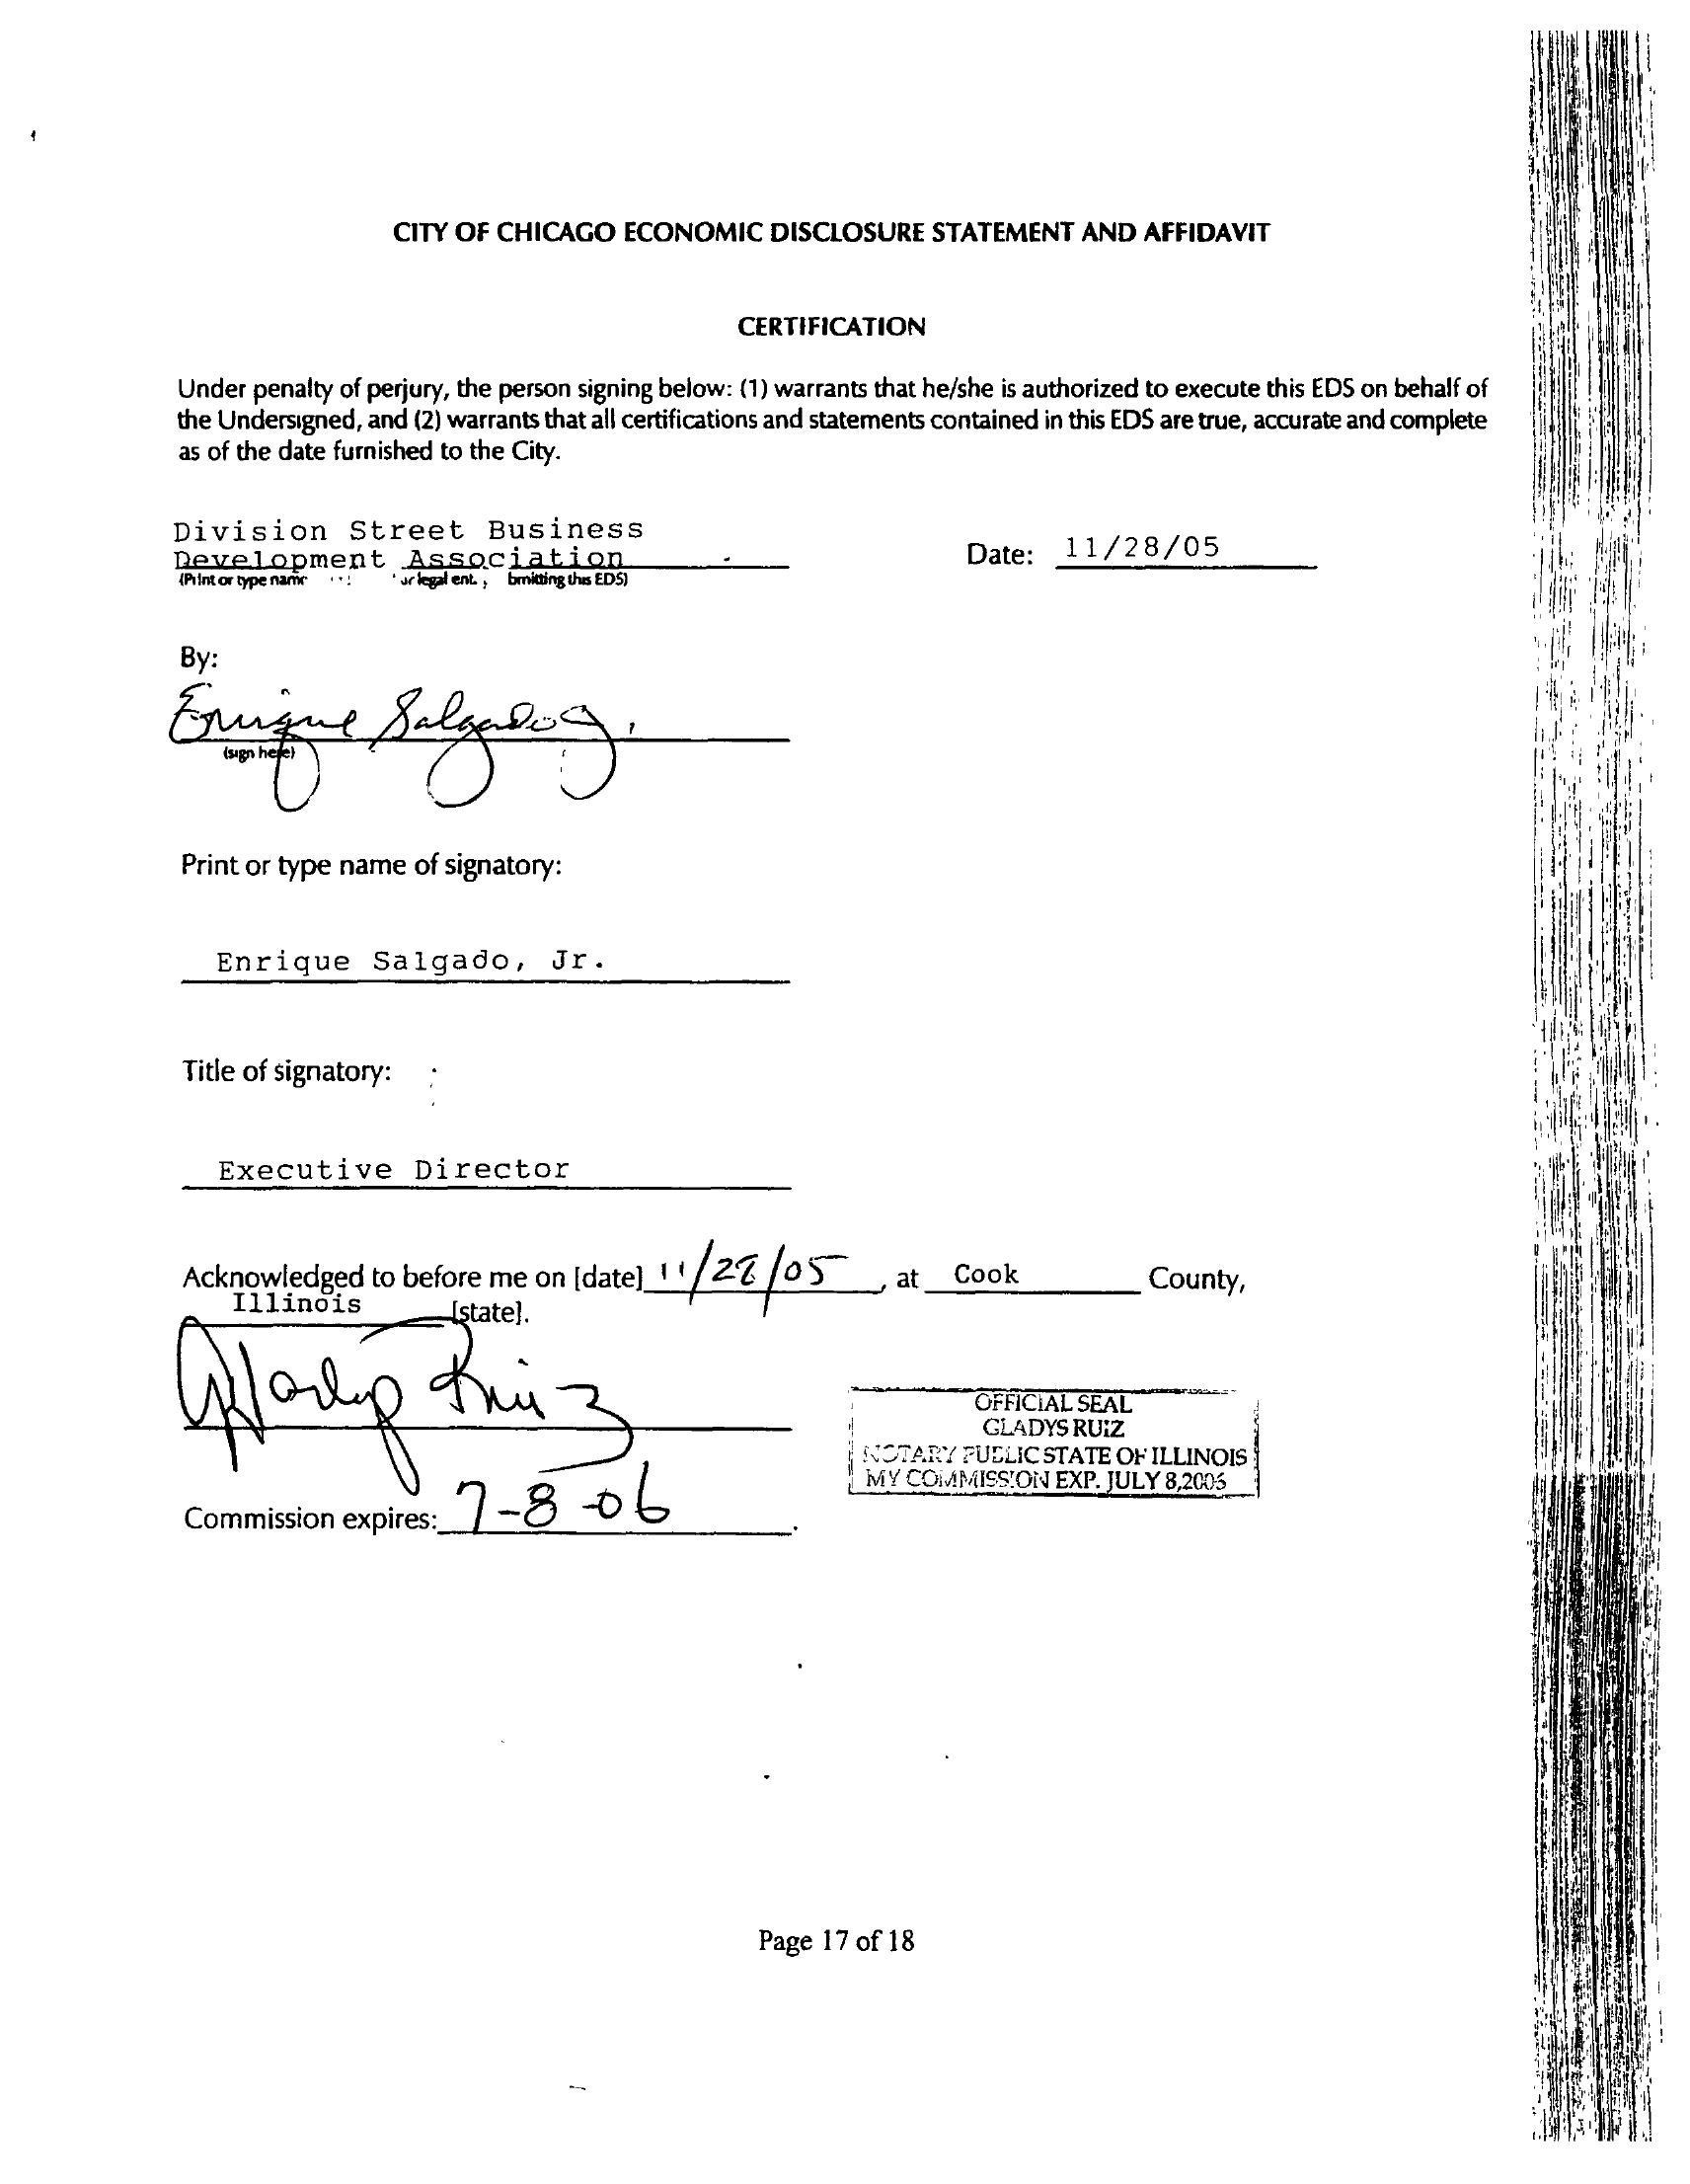 CITY OF CHICAGO ECONOMIC DISCLOSURE STATEMENT AND AFFIDAVIT
CERTIFICATION
Under penalty of perjury, the person signing below: (1) warrants that he/she is authorized to execute this EDS on behalf of
the Undersigned, and (2) warrants that all certifications and statements contained in this EDS are true, accurate and complete
as of the date furnished to the City.
Division Street Business
Development Association
Date: 11/28/05
(Print or type name legal ent. this EDS)
By:
Enrique Salgado J.
(sign here)
Print or type name of signatory:
Enrique Salgado, Jr.
Title of signatory:
Executive Director
Acknowledged to before me on [date] 11/28/05, at Cook County,
Illinois [state].
Gladys Ruiz
OFFICIAL SEAL
GLADYS RUIZ
NOTARY PUBLIC STATE OF ILLINOIS
MY COMMISSION EXP. JULY 8,2006
Commission expires: 7-8-06.
Page 17 of 18